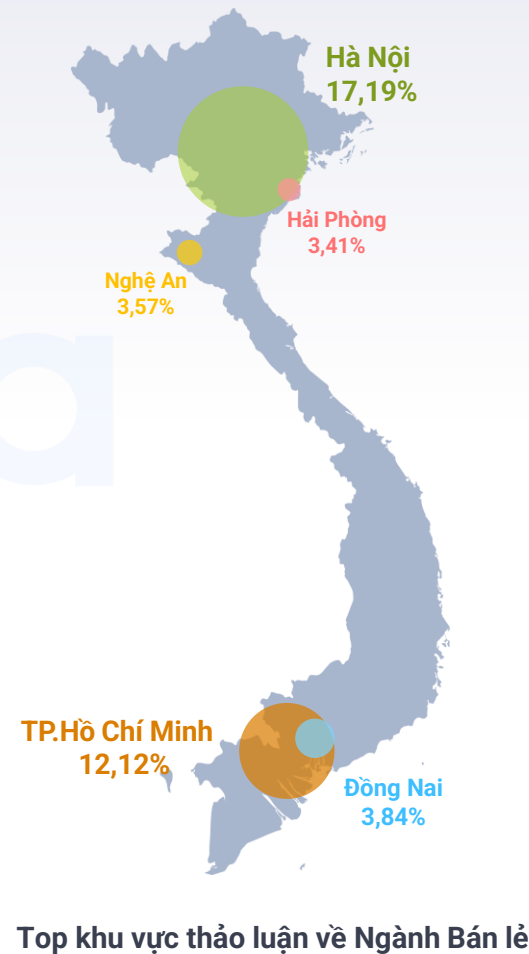 Hà Nội
17,19%
Hải Phòng
3,41%
Nghệ An
3,57%
TP.Hồ Chí Minh
12,12%
Đồng Nai
3,84%
Top khu vực thảo luận về Ngành Bán lẻ